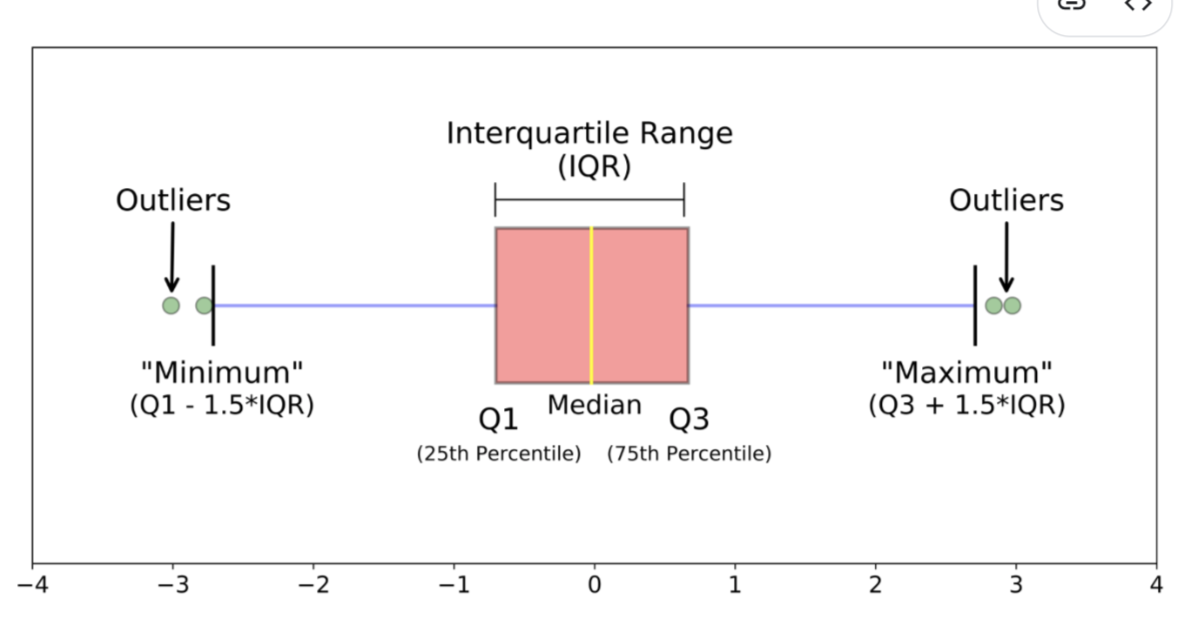 Interquartile Range
(IQR)
Outliers
Outliers
"Minimum"
(Q1 - 1.5*IQR)
"Maximum"
(Q3 + 1.5*IQR)
Median
Q1
Q3
(25th Percentile)
(75th Percentile)
−4
−3
−2
−1
0
1
2
3
4